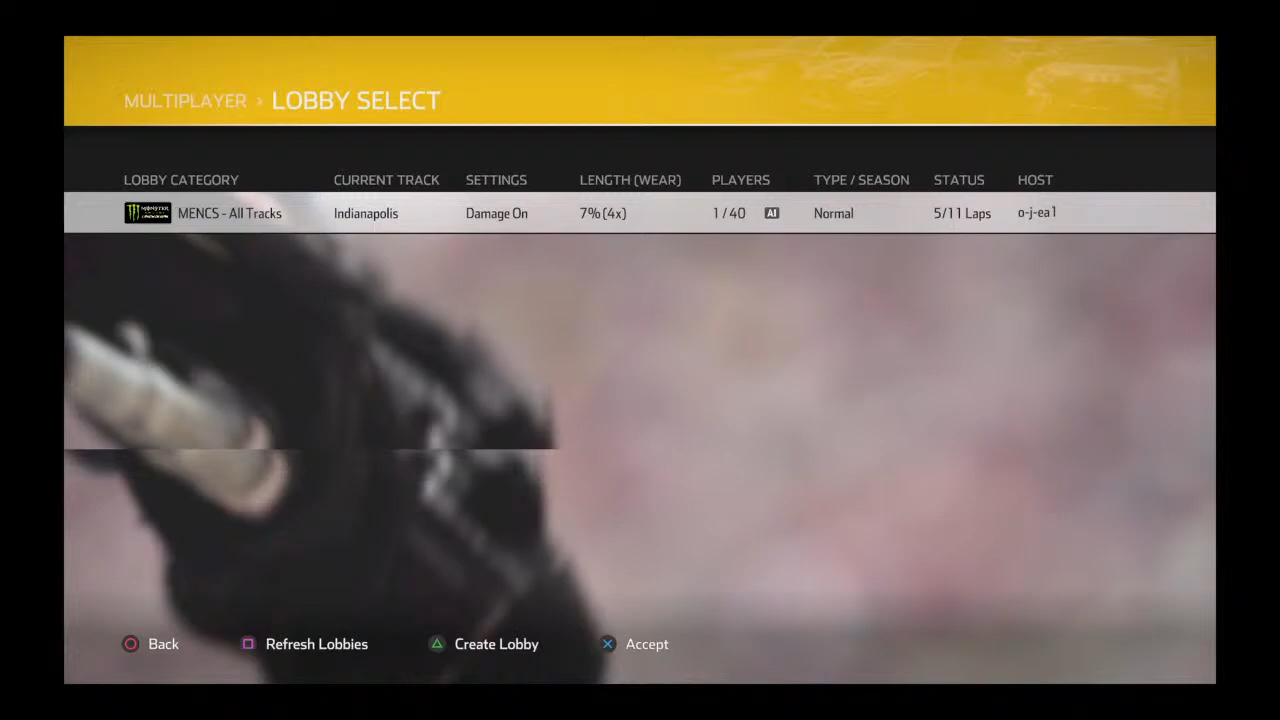 MULTIPLAYER › LOBBY SELECT
LOBBY CATEGORY CURRENT TRACK SETTINGS LENGTH (WEAR) PLAYERS TYPE / SEASON STATUS HOST
MONSTER MENCS - All Tracks Indianapolis Damage On 7% (4x) 1 / 40 AI Normal 5/11 Laps o-j-ea1
Back Refresh Lobbies Create Lobby Accept